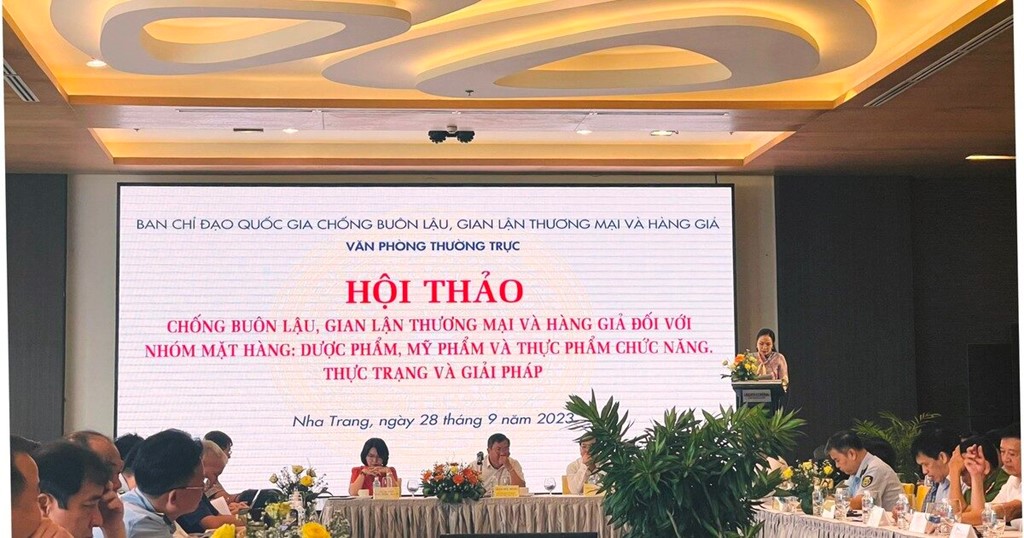 BAN CHỈ ĐẠO QUỐC GIA CHỐNG BUÔN LẬU, GIAN LẬN THƯƠNG MẠI VÀ HÀNG GIẢ
VĂN PHÒNG THƯỜNG TRỰC
HỘI THẢO
CHỐNG BUÔN LẬU, GIAN LẬN THƯƠNG MẠI VÀ HÀNG GIẢ ĐỐI VỚI
NHÓM MẶT HÀNG: DƯỢC PHẨM, MỸ PHẨM VÀ THỰC PHẨM CHỨC NĂNG.
THỰC TRẠNG VÀ GIẢI PHÁP
Nha Trang, ngày 28 tháng 9 năm 2023